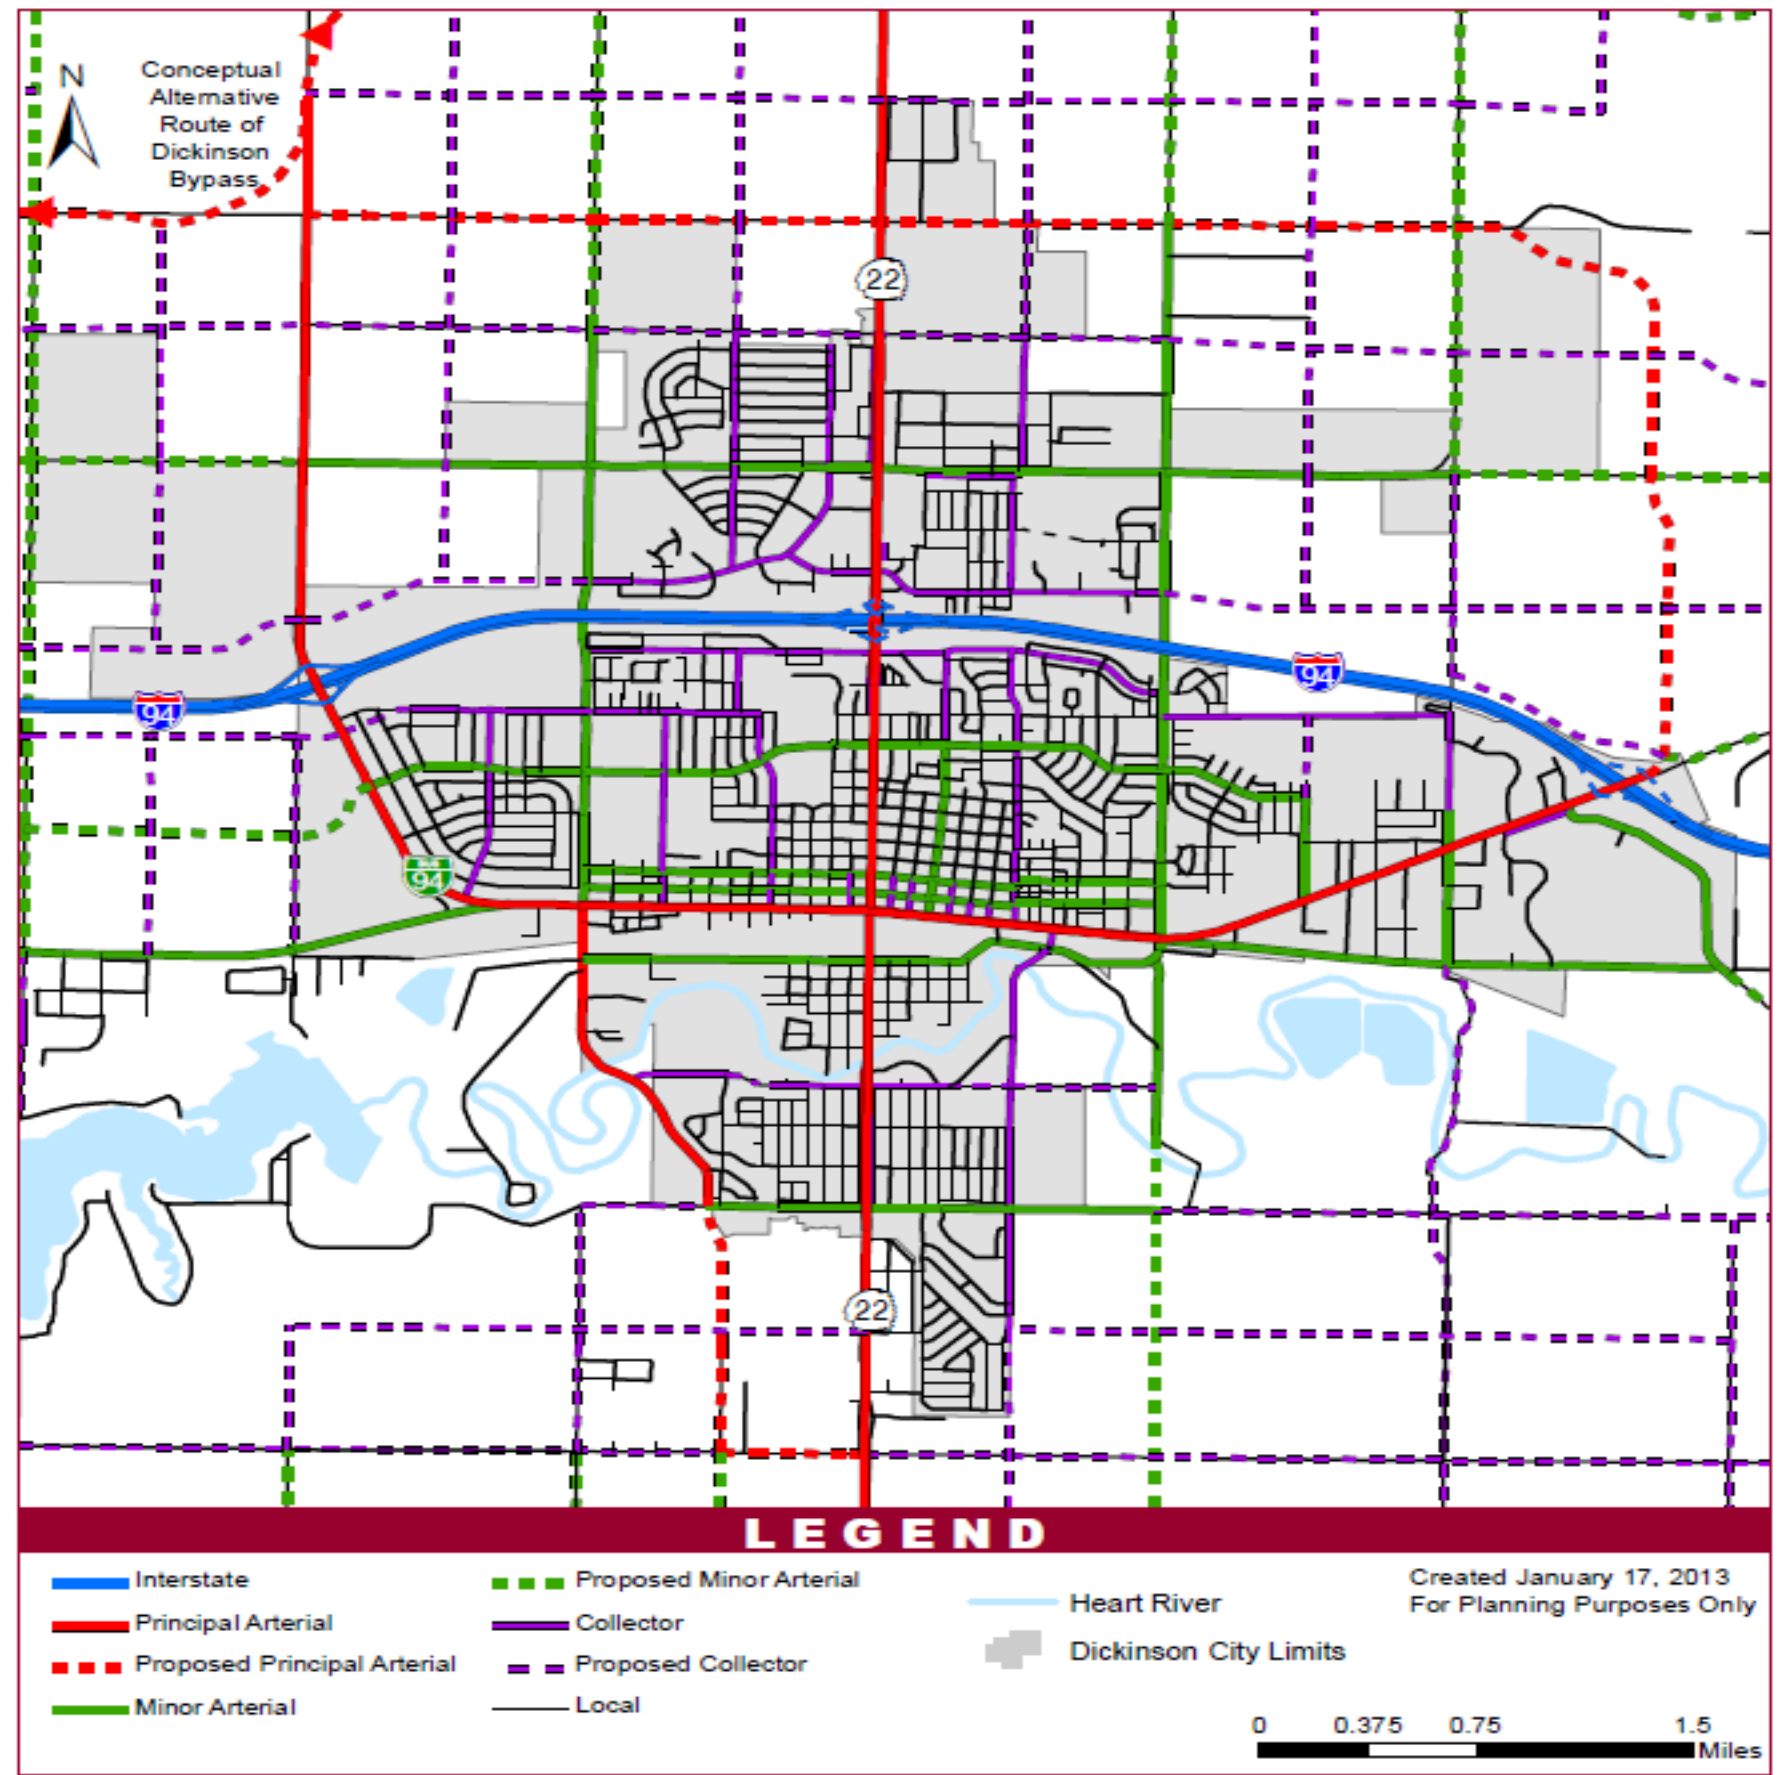 N
Conceptual
Alternative
Route of
Dickinson
Bypass
22
94
94
94
22
LEGEND
Interstate
Principal Arterial
Proposed Principal Arterial
Minor Arterial
Proposed Minor Arterial
Collector
Proposed Collector
Local
Heart River
Dickinson City Limits
Created January 17, 2013
For Planning Purposes Only
0 0.375 0.75 1.5
Miles